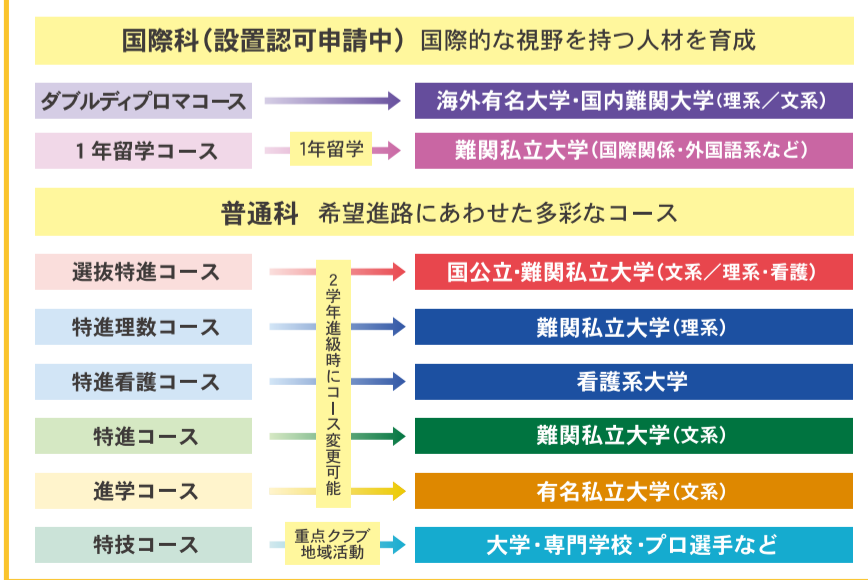 国際科（設置認可申請中） 国際的な視野を持つ人材を育成
ダブルディプロマコース
海外有名大学・国内難関大学（理系／文系）
1年留学コース
1年留学
難関私立大学（国際関係・外国語系など）
普通科 希望進路にあわせた多彩なコース
選抜特進コース
国公立・難関私立大学（文系／理系・看護）
特進理数コース
難関私立大学（理系）
特進看護コース
看護系大学
特進コース
難関私立大学（文系）
進学コース
有名私立大学（文系）
2学年進級時にコース変更可能
特技コース
重点クラブ
地域活動
大学・専門学校・プロ選手など